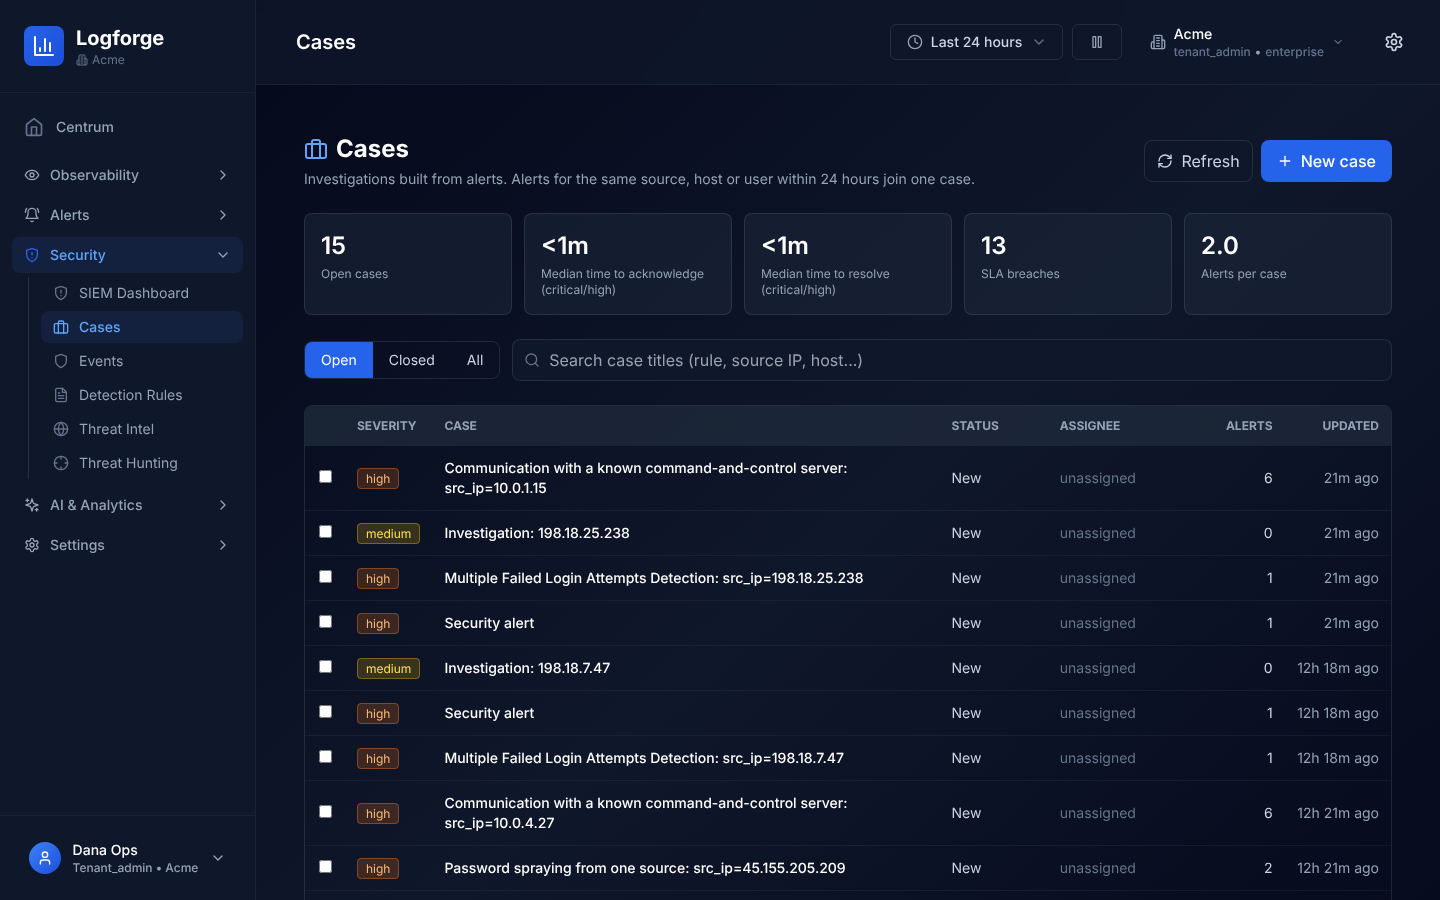 Logforge
Acme
Centrum
Observability
Alerts
Security
SIEM Dashboard
Cases
Events
Detection Rules
Threat Intel
Threat Hunting
AI & Analytics
Settings
Dana Ops
Tenant_admin • Acme
Cases
Last 24 hours
Acme
tenant_admin • enterprise
Cases
Investigations built from alerts. Alerts for the same source, host or user within 24 hours join one case.
Refresh
New case
15
Open cases
<1m
Median time to acknowledge
(critical/high)
<1m
Median time to resolve
(critical/high)
13
SLA breaches
2.0
Alerts per case
Open Closed All
Search case titles (rule, source IP, host...)
SEVERITY CASE STATUS ASSIGNEE ALERTS UPDATED
high Communication with a known command-and-control server:
src_ip=10.0.1.15 New unassigned 6 21m ago
medium Investigation: 198.18.25.238 New unassigned 0 21m ago
high Multiple Failed Login Attempts Detection: src_ip=198.18.25.238 New unassigned 1 21m ago
high Security alert New unassigned 1 21m ago
medium Investigation: 198.18.7.47 New unassigned 0 12h 18m ago
high Security alert New unassigned 1 12h 18m ago
high Multiple Failed Login Attempts Detection: src_ip=198.18.7.47 New unassigned 1 12h 18m ago
high Communication with a known command-and-control server:
src_ip=10.0.4.27 New unassigned 6 12h 21m ago
high Password spraying from one source: src_ip=45.155.205.209 New unassigned 2 12h 21m ago